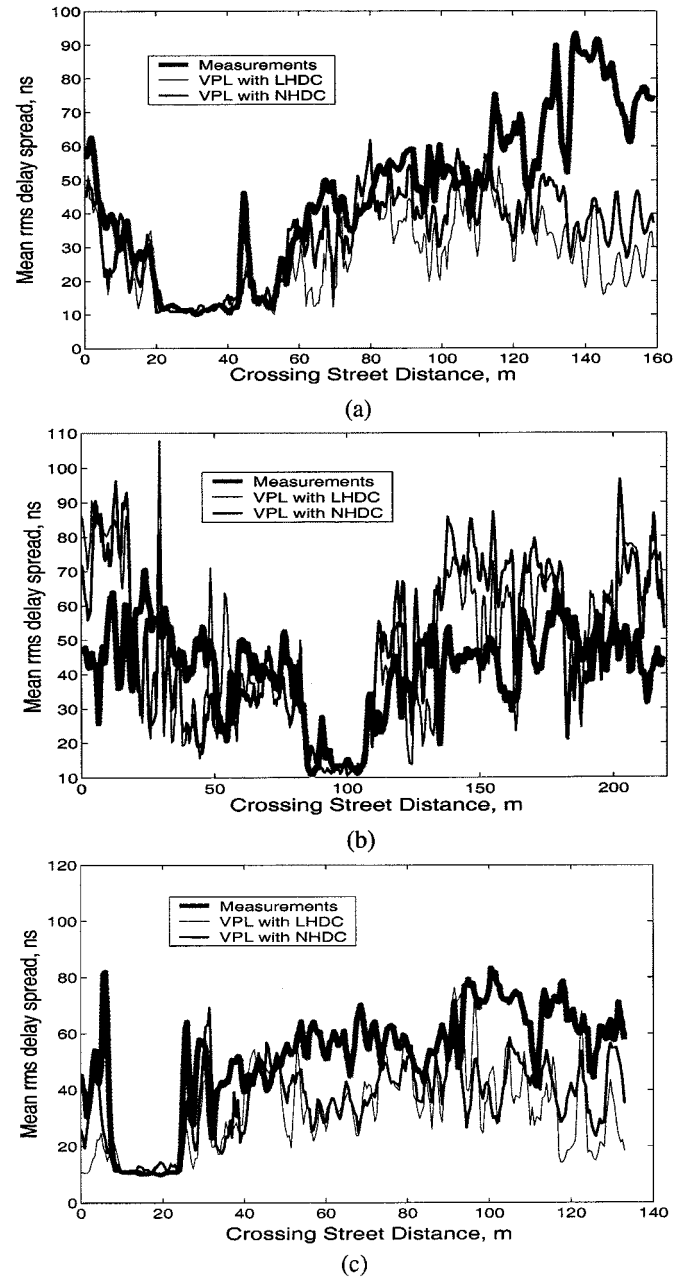 100
90
80
70
60
50
40
30
20
10
0
Mean rms delay spread, ns
Measurements
VPL with LHDC
VPL with NHDC
0 20 40 60 80 100 120 140 160
Crossing Street Distance, m
(a)
110
100
90
80
70
60
50
40
30
20
10
Mean rms delay spread, ns
Measurements
VPL with LHDC
VPL with NHDC
0 50 100 150 200
Crossing Street Distance, m
(b)
120
100
80
60
40
20
0
Mean rms delay spread, ns
Measurements
VPL with LHDC
VPL with NHDC
0 20 40 60 80 100 120 140
Crossing Street Distance, m
(c)